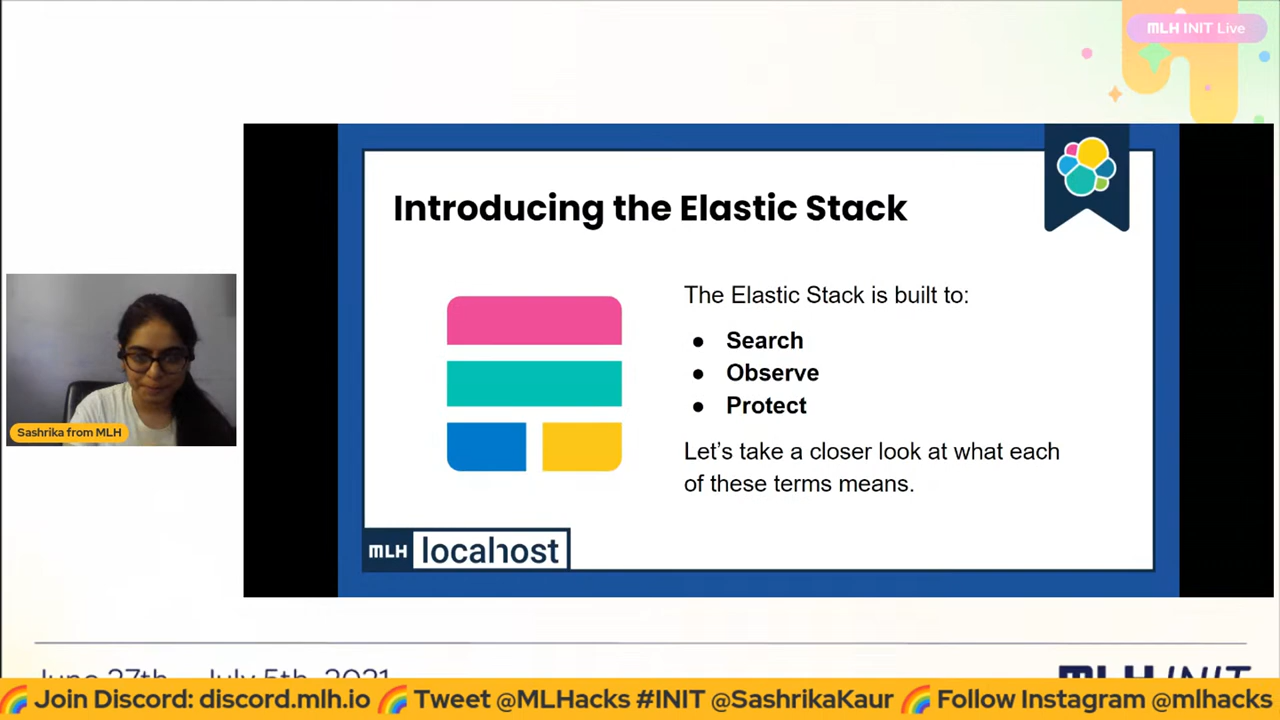 MLH INIT Live
Introducing the Elastic Stack
The Elastic Stack is built to:
● Search
● Observe
● Protect
Let's take a closer look at what each
of these terms means.
Sashrika from MLH
MLH localhost
June 27th - July 5th, 2021
MLH INIT
🌈 Join Discord: discord.mlh.io 🌈 Tweet @MLHacks #INIT @SashrikaKaur 🌈 Follow Instagram @mlhacks